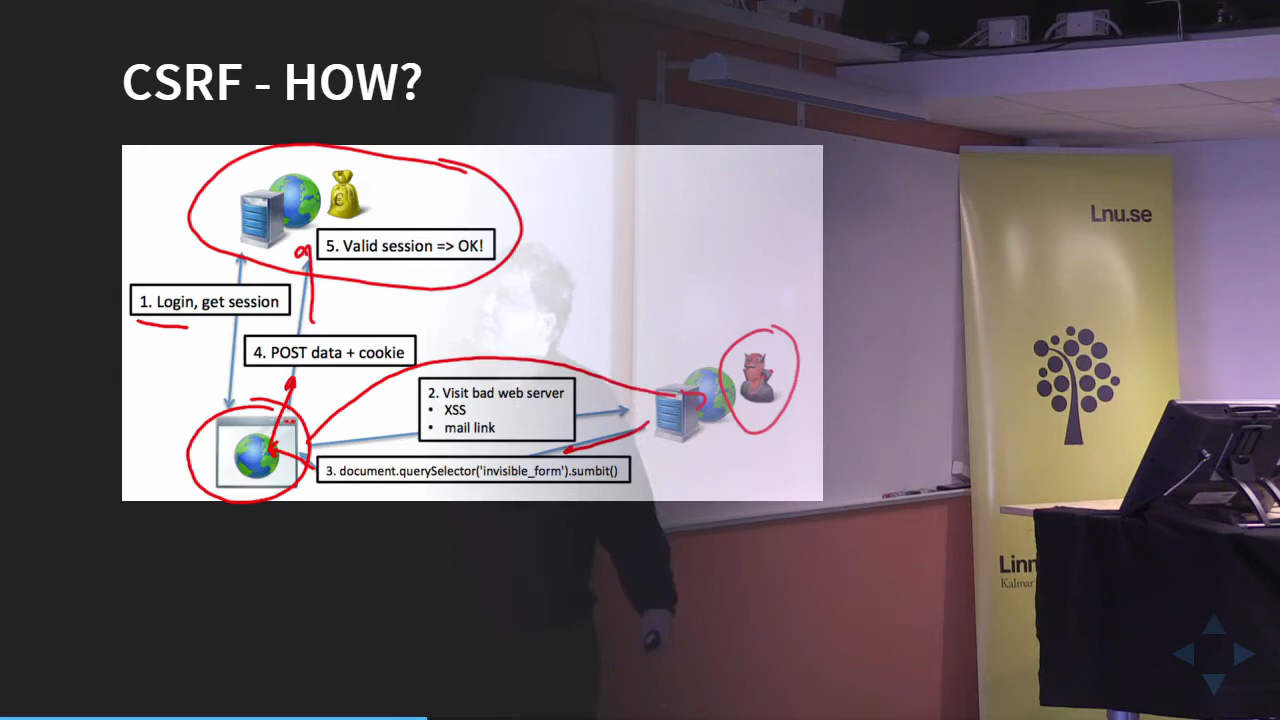 CSRF - HOW?
5. Valid session => OK!
1. Login, get session
4. POST data + cookie
2. Visit bad web server
• XSS
• mail link
3. document.querySelector('invisible_form').sumbit()
Lnu.se
Linn
Kalmar